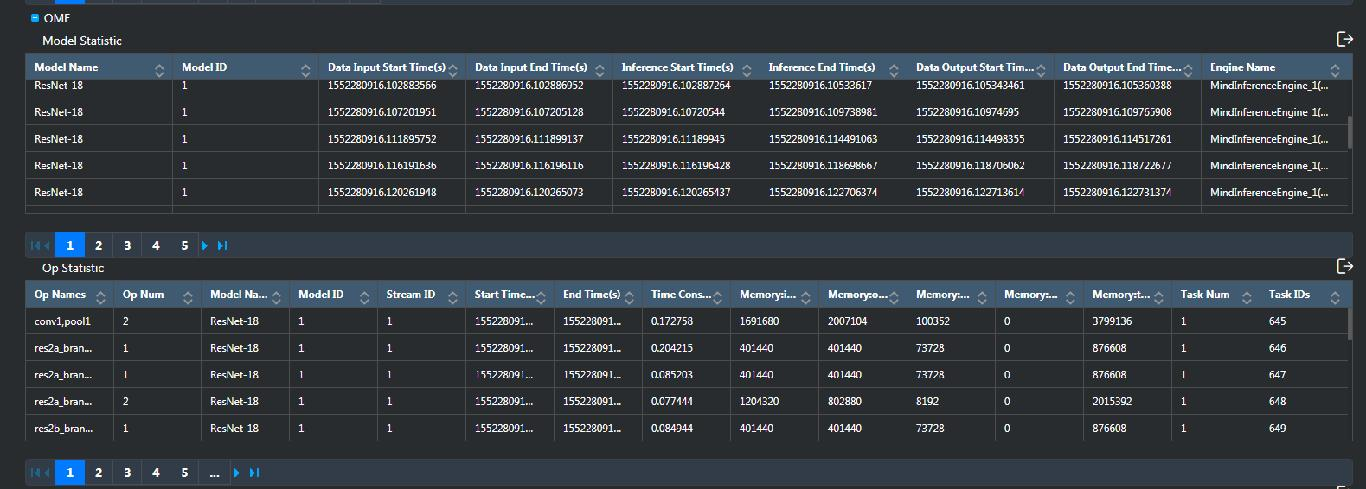 OME
Model Statistic
Model Name Model ID Data Input Start Time(s) Data Input End Time(s) Inference Start Time(s) Inference End Time(s) Data Output Start Tim... Data Output End Time... Engine Name
ResNet-18 1 1552280916.102883566 1552280916.102886952 1552280916.102887264 1552280916.10533617 1552280916.105343461 1552280916.105360388 MindInferenceEngine_1(...
ResNet-18 1 1552280916.107201951 1552280916.107205128 1552280916.10720544 1552280916.109738981 1552280916.10974695 1552280916.109765908 MindInferenceEngine_1(...
ResNet-18 1 1552280916.111895752 1552280916.111899137 1552280916.11189945 1552280916.114491063 1552280916.114498355 1552280916.114517261 MindInferenceEngine_1(...
ResNet-18 1 1552280916.116191636 1552280916.116196116 1552280916.116196428 1552280916.118698667 1552280916.118706062 1552280916.118722677 MindInferenceEngine_1(...
ResNet-18 1 1552280916.120261948 1552280916.120265073 1552280916.120265437 1552280916.122706374 1552280916.122713614 1552280916.122731374 MindInferenceEngine_1(...
1 2 3 4 5
Op Statistic
Op Names Op Num Model Na... Model ID Stream ID Start Time... End Time(s) Time Cons... Memory:i... Memory:o... Memory:... Memory:... Memory:t... Task Num Task IDs
conv1,pool1 2 ResNet-18 1 1 155228091... 155228091... 0.172758 1691680 2007104 100352 0 3799136 1 645
res2a_bran... 1 ResNet-18 1 1 155228091... 155228091... 0.204215 401440 401440 73728 0 876608 1 646
res2a_bran... 1 ResNet-18 1 1 155228091... 155228091... 0.085203 401440 401440 73728 0 876608 1 647
res2a_bran... 2 ResNet-18 1 1 155228091... 155228091... 0.077444 1204320 802880 8192 0 2015392 1 648
res2b_bran... 1 ResNet-18 1 1 155228091... 155228091... 0.084944 401440 401440 73728 0 876608 1 649
1 2 3 4 5 ...